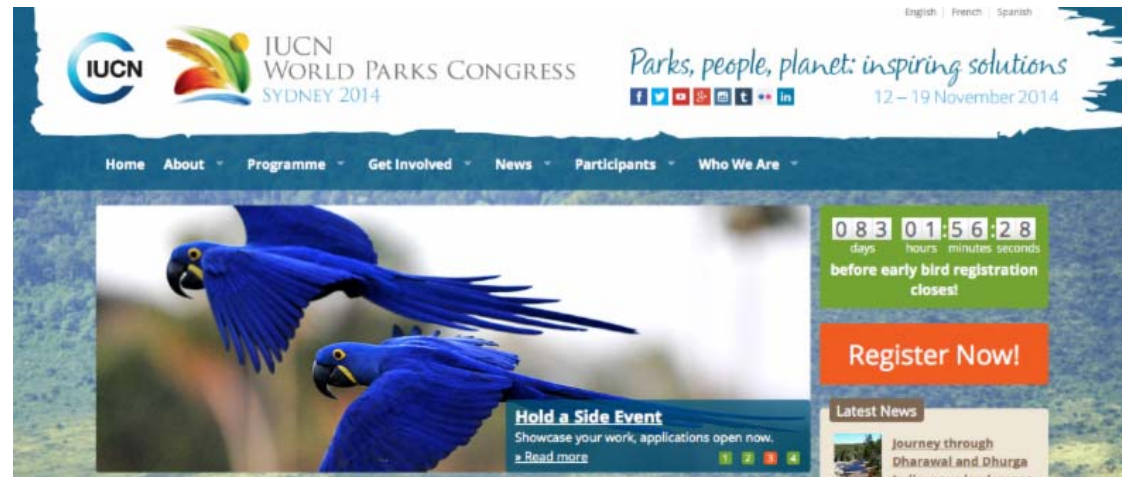 English | French | Spanish
IUCN
IUCN
WORLD PARKS CONGRESS
SYDNEY 2014
Parks, people, planet: inspiring solutions
12 – 19 November 2014
Home About Programme Get Involved News Participants Who We Are
083 01:56:28
days hours minutes seconds
before early bird registration
closes!
Register Now!
Hold a Side Event
Showcase your work, applications open now.
» Read more
1 2 3 4
Latest News
Journey through
Dharawal and Dhurga